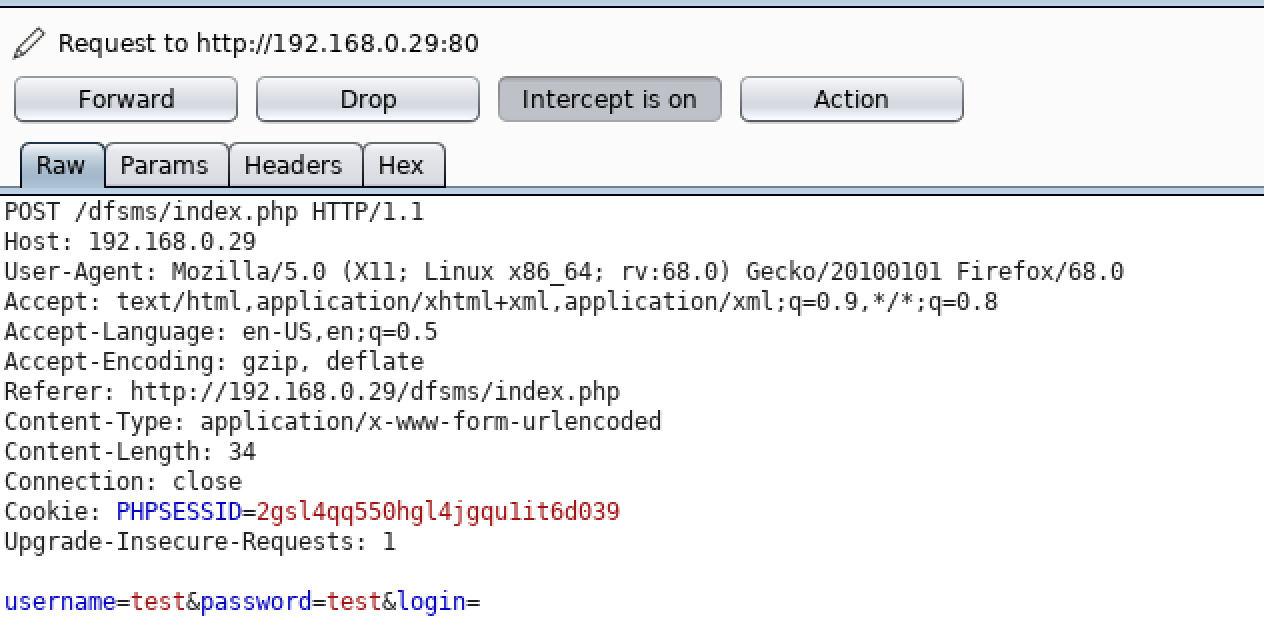 Request to http://192.168.0.29:80
Forward Drop Intercept is on Action
Raw Params Headers Hex
POST /dfsms/index.php HTTP/1.1
Host: 192.168.0.29
User-Agent: Mozilla/5.0 (X11; Linux x86_64; rv:68.0) Gecko/20100101 Firefox/68.0
Accept: text/html,application/xhtml+xml,application/xml;q=0.9,*/*;q=0.8
Accept-Language: en-US,en;q=0.5
Accept-Encoding: gzip, deflate
Referer: http://192.168.0.29/dfsms/index.php
Content-Type: application/x-www-form-urlencoded
Content-Length: 34
Connection: close
Cookie: PHPSESSID=2gsl4qq550hgl4jgqu1it6d039
Upgrade-Insecure-Requests: 1
username=test&password=test&login=